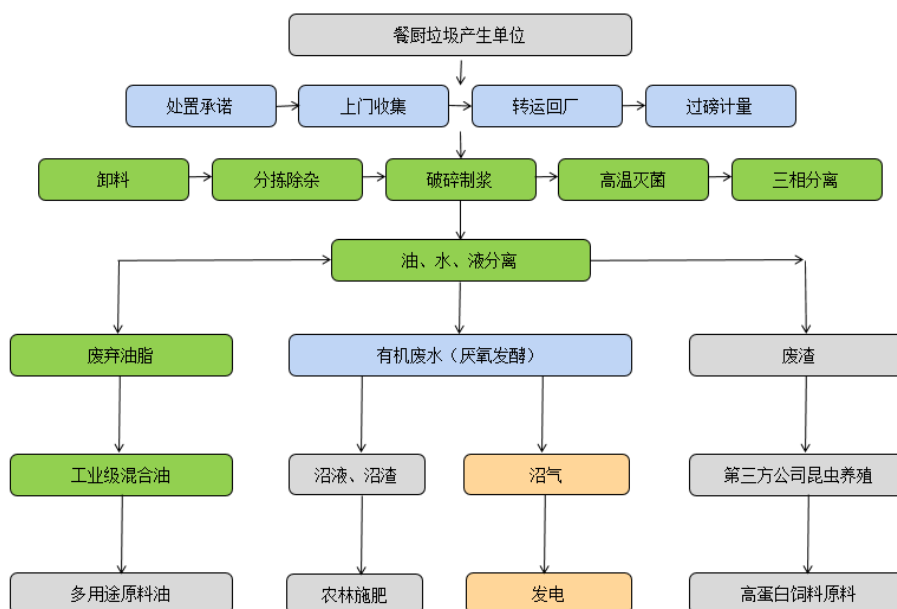 餐厨垃圾产生单位
处置承诺
上门收集
转运回厂
过磅计量
卸料
分拣除杂
破碎制浆
高温灭菌
三相分离
油、水、液分离
废弃油脂
有机废水（厌氧发酵）
废渣
工业级混合油
沼液、沼渣
沼气
第三方公司昆虫养殖
多用途原料油
农林施肥
发电
高蛋白饲料原料